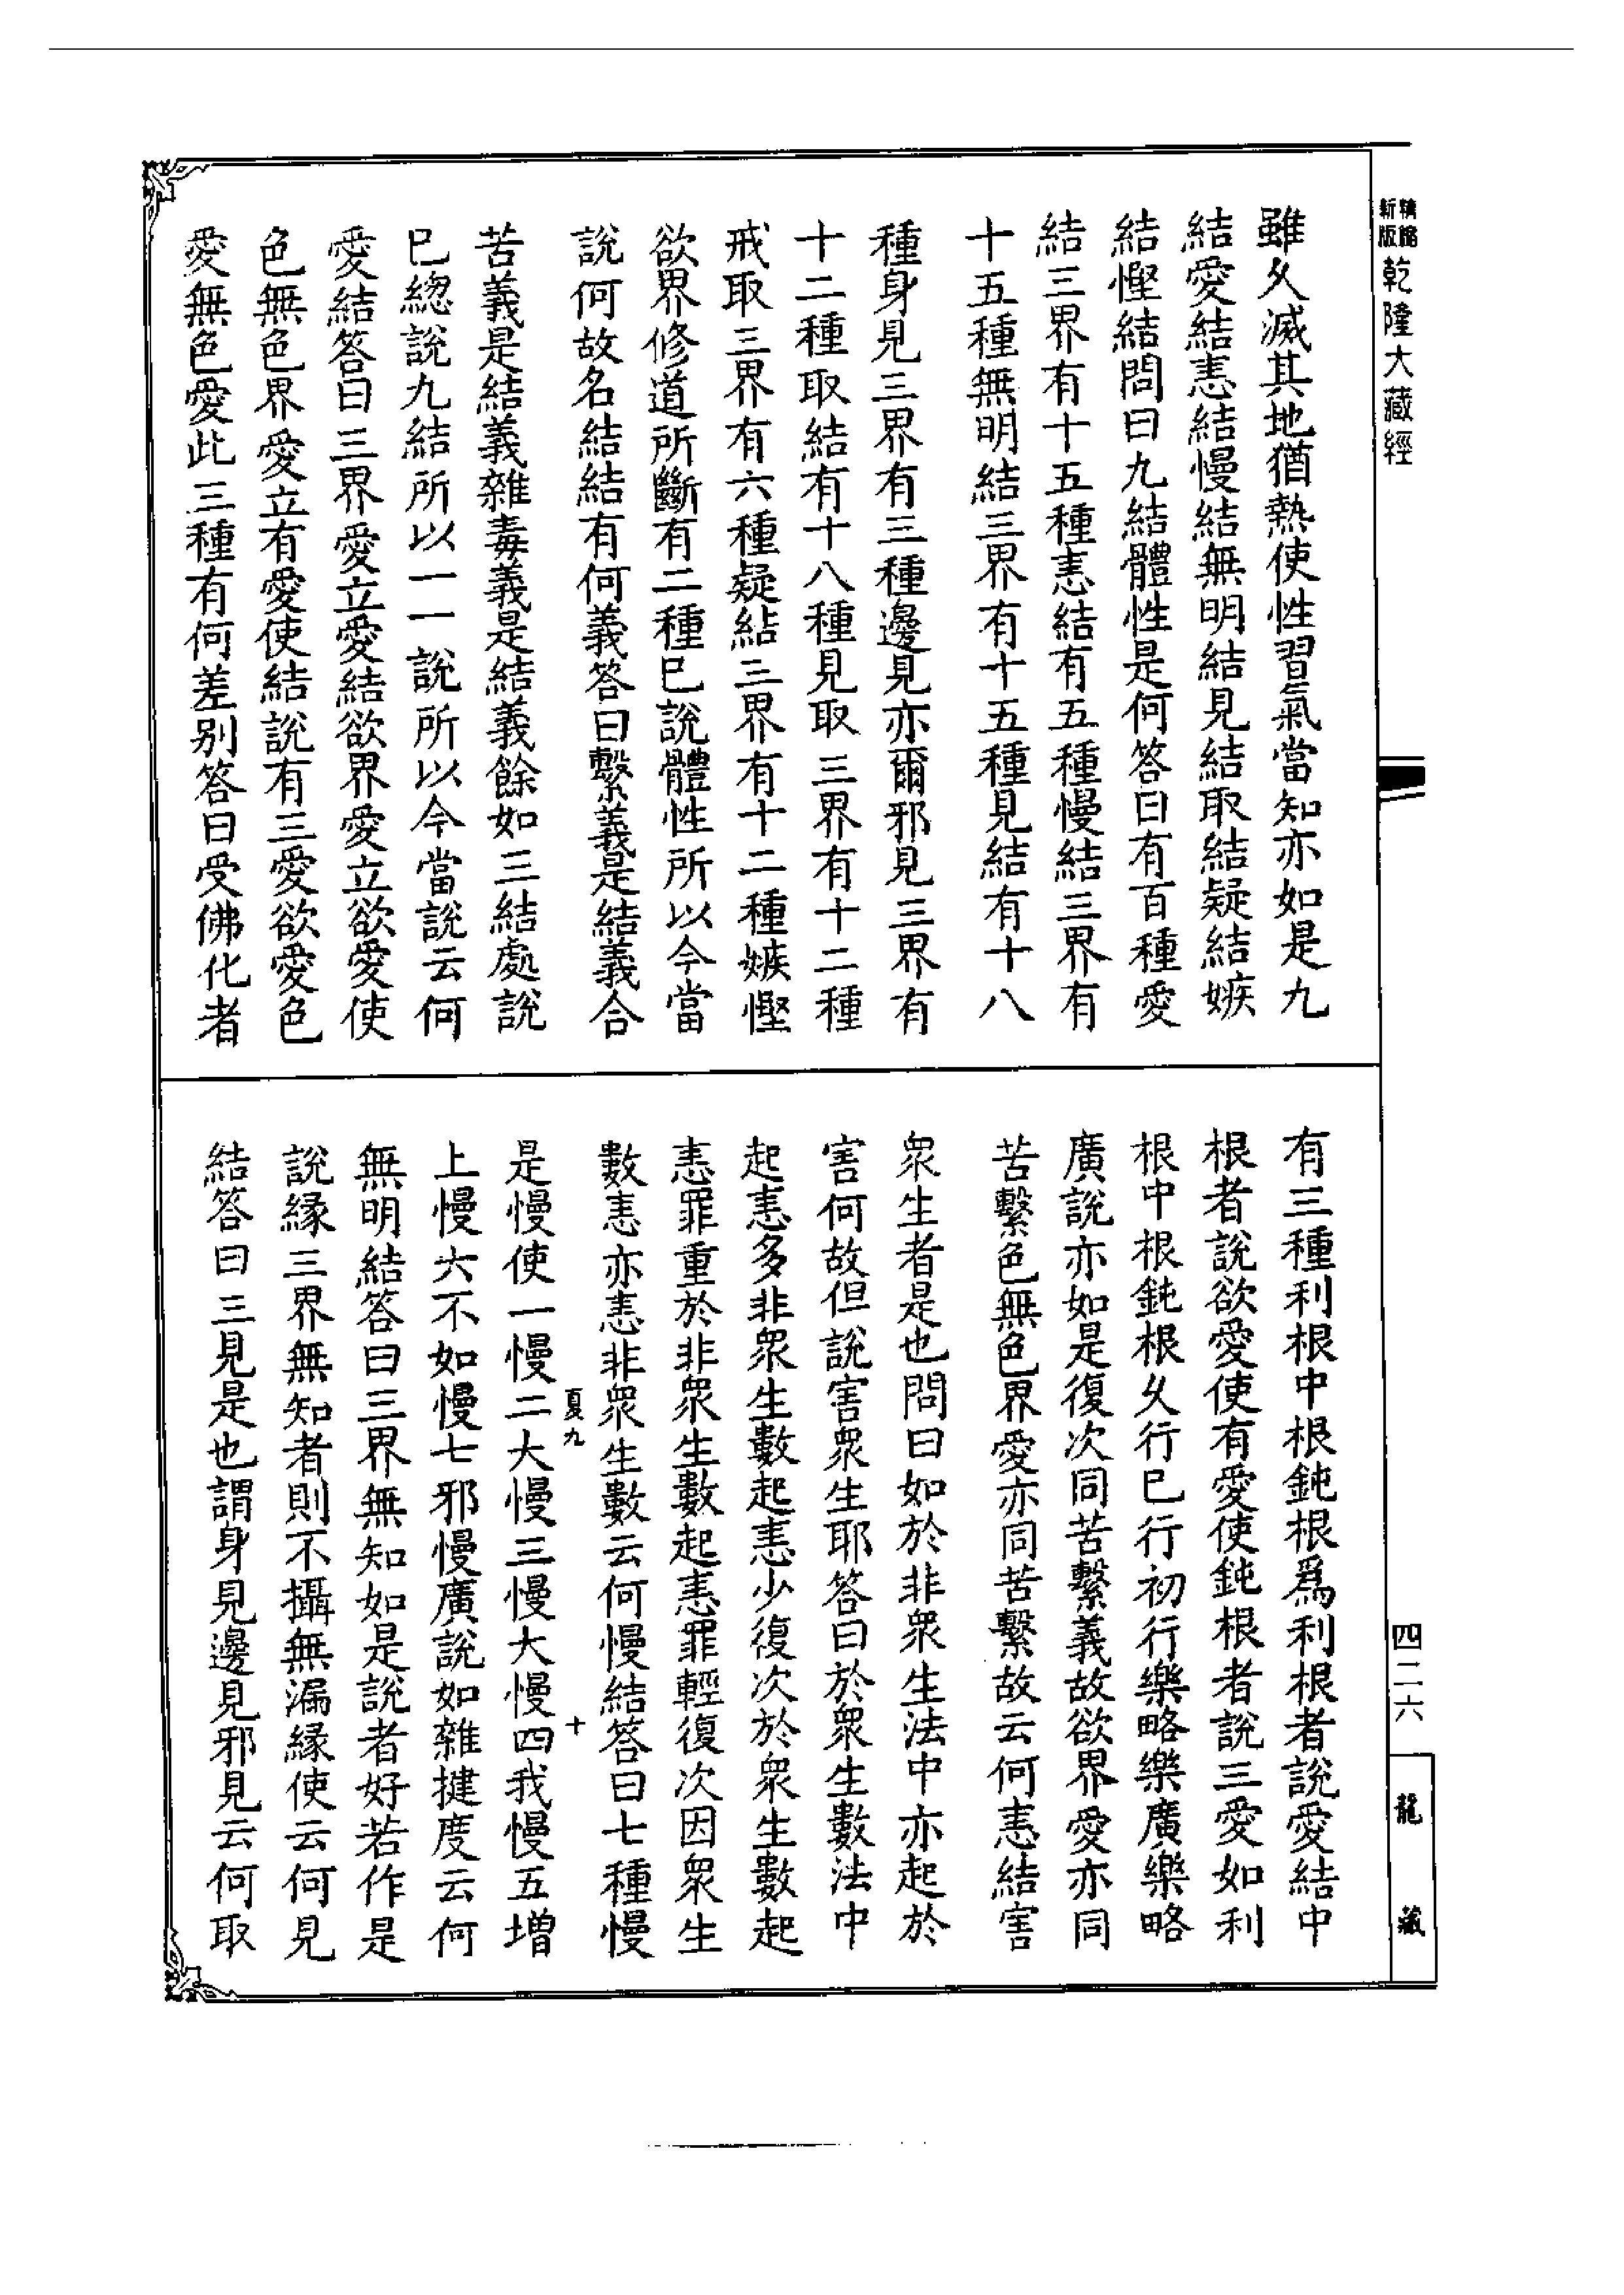 精縮新版乾隆大藏經
雖久滅其地猶熱使性習氣當知亦如是九
結愛結恚結慢結無明結見結取結疑結嫉
結慳結問曰九結體性是何答曰有百種愛
結三界有十五種恚結有五種慢結三界有
十五種無明結三界有十五種見結有十八
種身見三界有三種邊見亦爾邪見三界有
十二種取結有十八種見取三界有十二種
戒取三界有六種疑結三界有十二種嫉慳
欲界修道所斷有二種已說體性所以今當
說何故名結結有何義答曰繫義是結義合
苦義是結義雜毒義是結義餘如三結處說
已總說九結所以一一說所以今當說云何
愛結答曰三界愛立愛結欲界愛立欲愛使
色無色界愛立有愛使結說有三愛欲愛色
愛無色愛此三種有何差别答曰受佛化者
有三種利根中根鈍根爲利根者說愛結中
根者說欲愛使有愛使鈍根者說三愛如利
根中根鈍根久行已行初行樂略樂廣樂略
廣說亦如是復次同苦繫義故欲界愛亦同
苦繫色無色界愛亦同苦繫故云何恚結害
衆生者是也問曰如於非衆生法中亦起於
害何故但說害衆生耶答曰於衆生數法中
起恚多非衆生數起恚少復次於衆生數起
恚罪重於非衆生數起恚罪輕復次因衆生
數恚亦恚非衆生數云何慢結答曰七種慢
夏九 十
是慢使一慢二大慢三慢大慢四我慢五增
上慢六不如慢七邪慢廣說如雜揵度云何
無明結答曰三界無知如是說者好若作是
說緣三界無知者則不攝無漏緣使云何見
結答曰三見是也謂身見邊見邪見云何取
四二六
龍藏